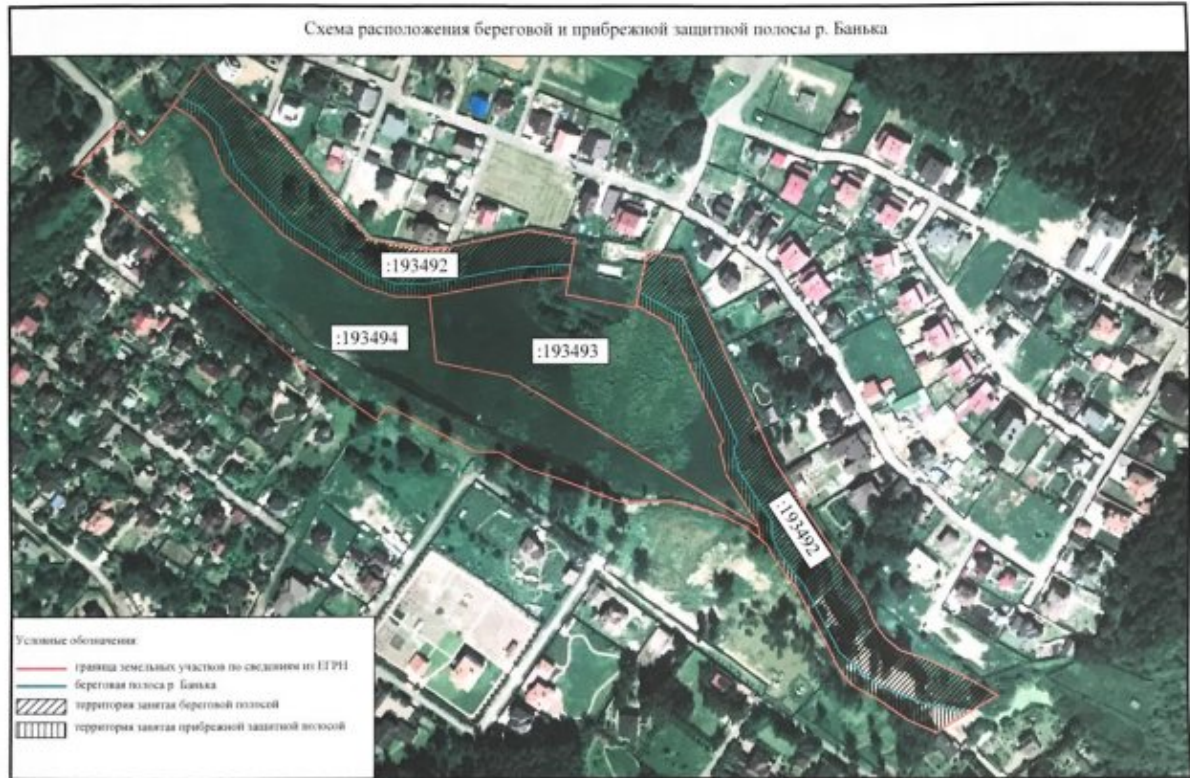 Схема расположения береговой и прибрежной защитной полосы р. Банька
:193492
:193494
:193493
:193492
Условные обозначения:
граница земельных участков по сведениям из ЕГРН
береговая полоса р. Банька
территория занятая береговой полосой
территория занятая прибрежной защитной полосой